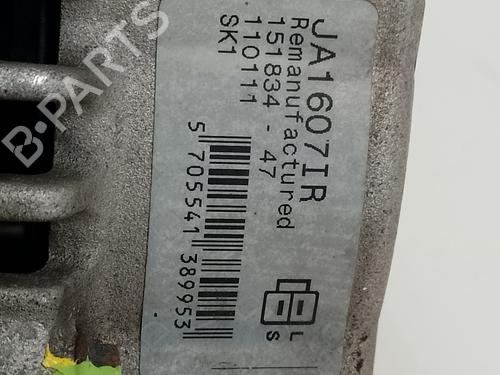 JA1607IR
Remanufactured
151834 - 47
110111
SK1
5 705541 389953
L
S
B-PARTS